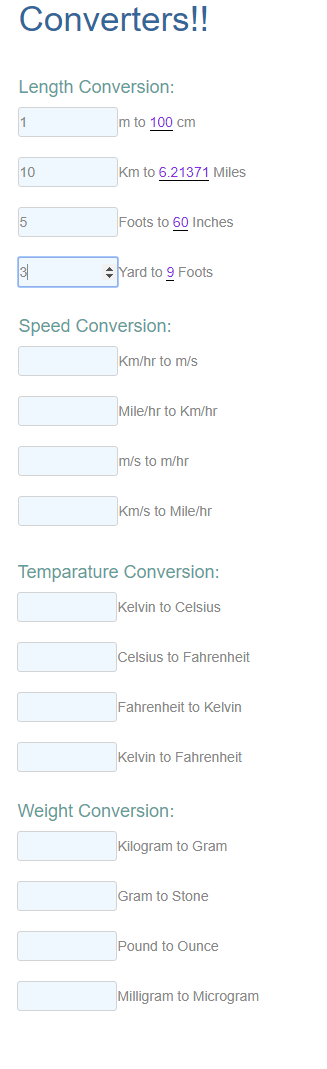 Converters!!
Length Conversion:
1 m to 100 cm
10 Km to 6.21371 Miles
5 Foots to 60 Inches
3 Yard to 9 Foots
Speed Conversion:
Km/hr to m/s
Mile/hr to Km/hr
m/s to m/hr
Km/s to Mile/hr
Temparature Conversion:
Kelvin to Celsius
Celsius to Fahrenheit
Fahrenheit to Kelvin
Kelvin to Fahrenheit
Weight Conversion:
Kilogram to Gram
Gram to Stone
Pound to Ounce
Milligram to Microgram